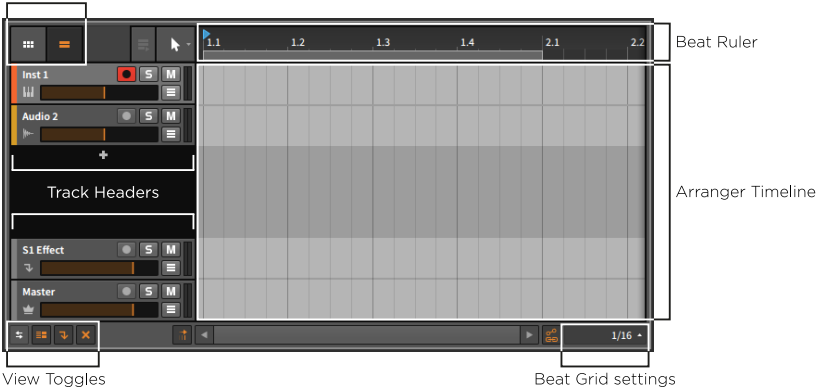 1.1 1.2 1.3 1.4 2.1 2.2
Beat Ruler
Inst 1 S M
Audio 2 S M
+
Track Headers
Arranger Timeline
S1 Effect S M
Master S M
1/16
View Toggles
Beat Grid settings